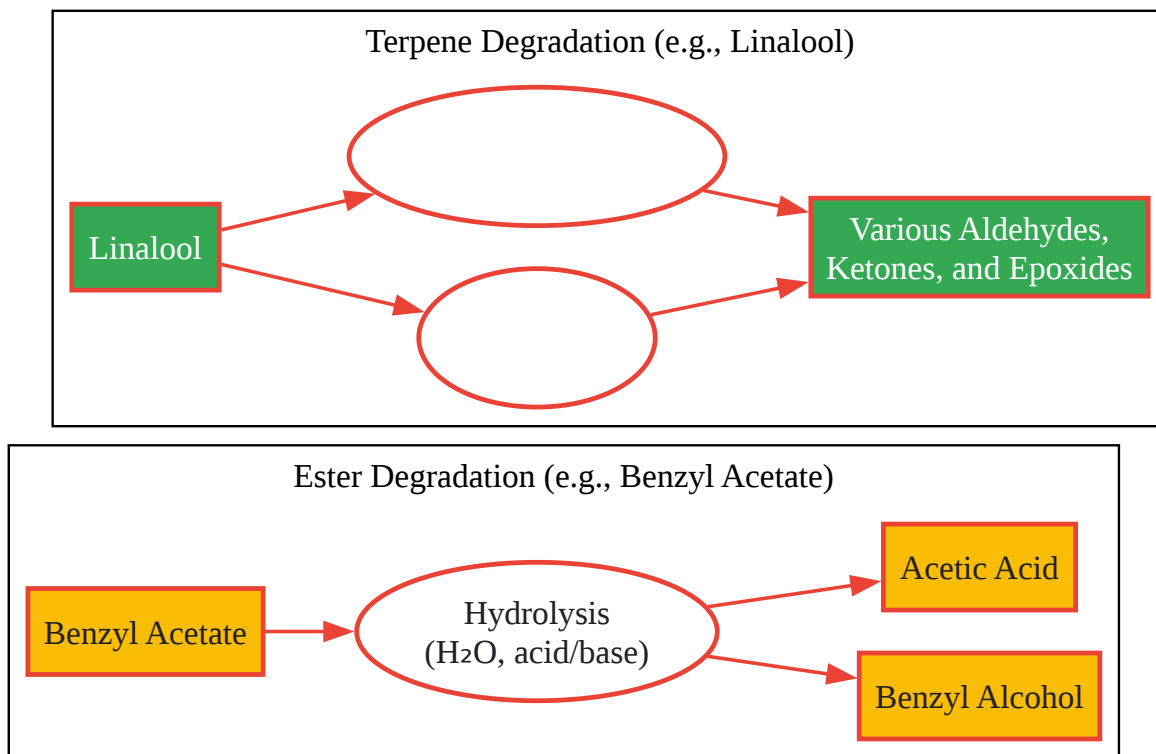 Terpene Degradation (e.g., Linalool)
Linalool
Various Aldehydes,
Ketones, and Epoxides
Ester Degradation (e.g., Benzyl Acetate)
Benzyl Acetate
Hydrolysis
(H₂O, acid/base)
Acetic Acid
Benzyl Alcohol